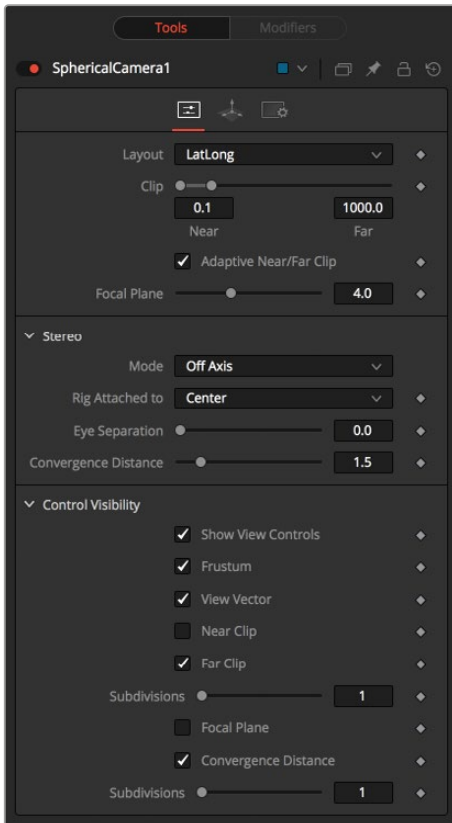 Tools Modifiers
SphericalCamera1
Layout LatLong
Clip
0.1 1000.0
Near Far
Adaptive Near/Far Clip
Focal Plane 4.0
Stereo
Mode Off Axis
Rig Attached to Center
Eye Separation 0.0
Convergence Distance 1.5
Control Visibility
Show View Controls
Frustum
View Vector
Near Clip
Far Clip
Subdivisions 1
Focal Plane
Convergence Distance
Subdivisions 1